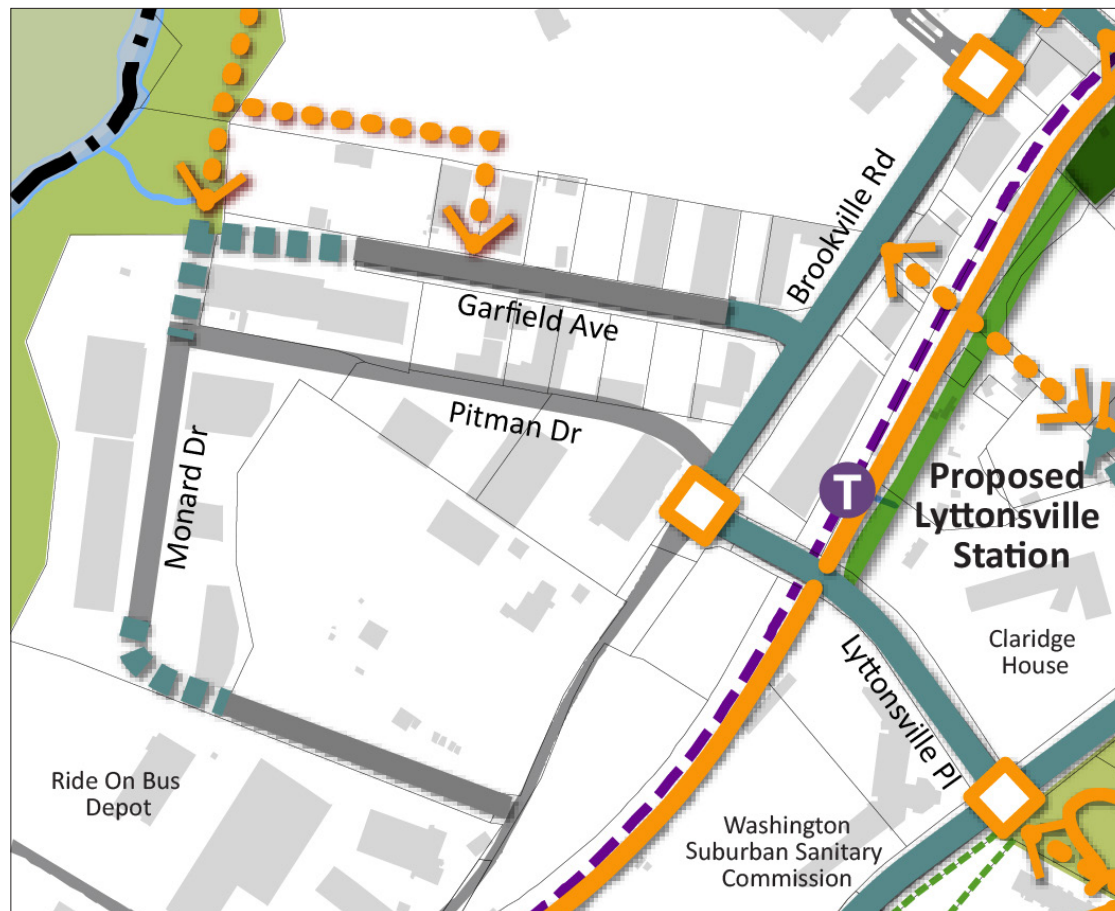 Brookville Rd
Garfield Ave
Pitman Dr
Monard Dr
T
Proposed
Lyttonsville
Station
Claridge
House
Lyttonsville Pl
Ride On Bus
Depot
Washington
Suburban Sanitary
Commission